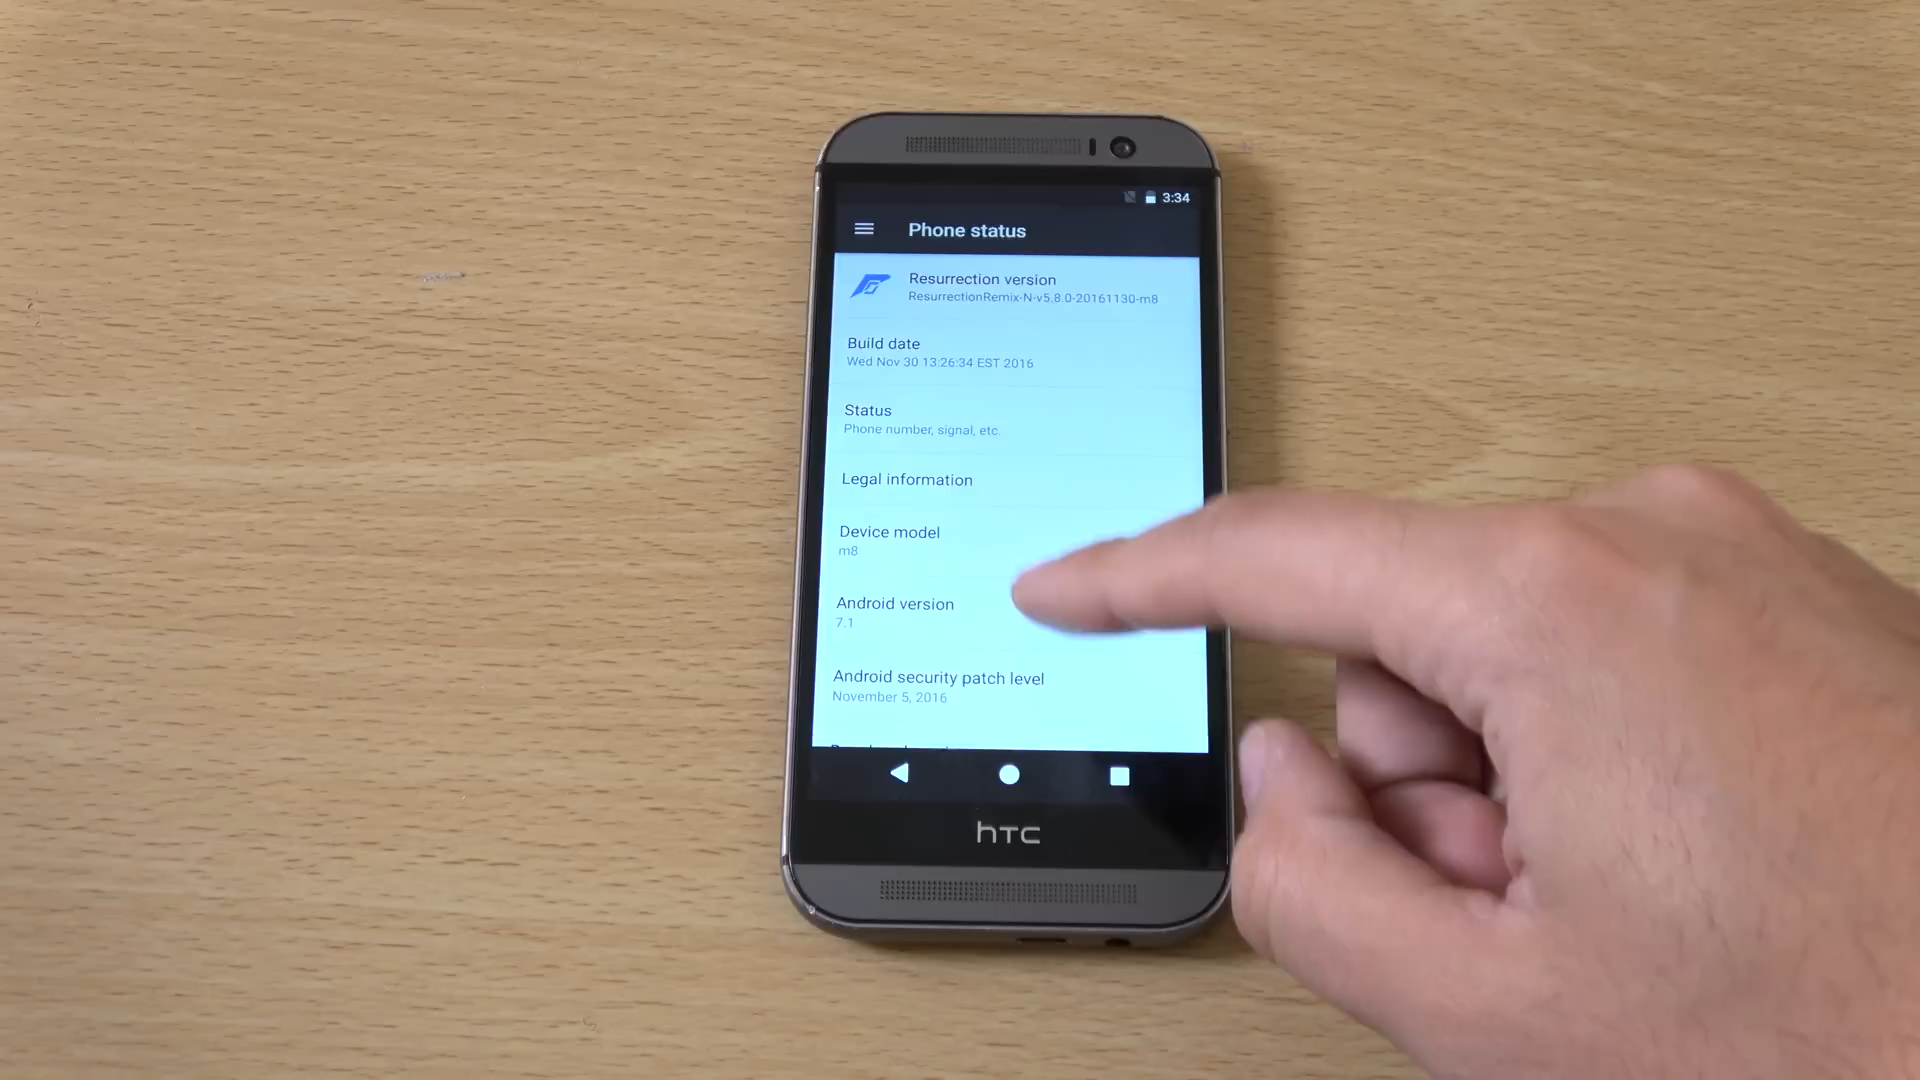 3:34
Phone status
Resurrection version
ResurrectionRemix-N-v5.8.0-20161130-m8
Build date
Wed Nov 30 13:26:34 EST 2016
Status
Phone number, signal, etc.
Legal information
Device model
m8
Android version
7.1
Android security patch level
November 5, 2016
hTC